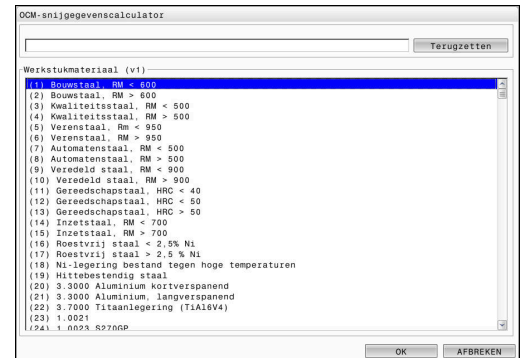 OCM-snijgegevenscalculator
Terugzetten
Werkstukmateriaal (v1)
(1) Bouwstaal, RM < 600
(2) Bouwstaal, RM > 600
(3) Kwaliteitsstaal, RM < 500
(4) Kwaliteitsstaal, RM > 500
(5) Verenstaal, Rm < 950
(6) Verenstaal, RM > 950
(7) Automatenstaal, RM < 500
(8) Automatenstaal, RM > 500
(9) Veredeld staal, RM < 900
(10) Veredeld staal, RM > 900
(11) Gereedschapstaal, HRC < 40
(12) Gereedschapstaal, HRC < 50
(13) Gereedschapstaal, HRC > 50
(14) Inzetstaal, RM < 700
(15) Inzetstaal, RM > 700
(16) Roestvrij staal < 2,5% Ni
(17) Roestvrij staal > 2,5 % Ni
(18) Ni-legering bestand tegen hoge temperaturen
(19) Hittebestendig staal
(20) 3.3000 Aluminium kortverspanend
(21) 3.3000 Aluminium, langverspanend
(22) 3.7000 Titaanlegering (TiAl6V4)
(23) 1.0021
(24) 1.0023 S270GP
OK AFBREKEN